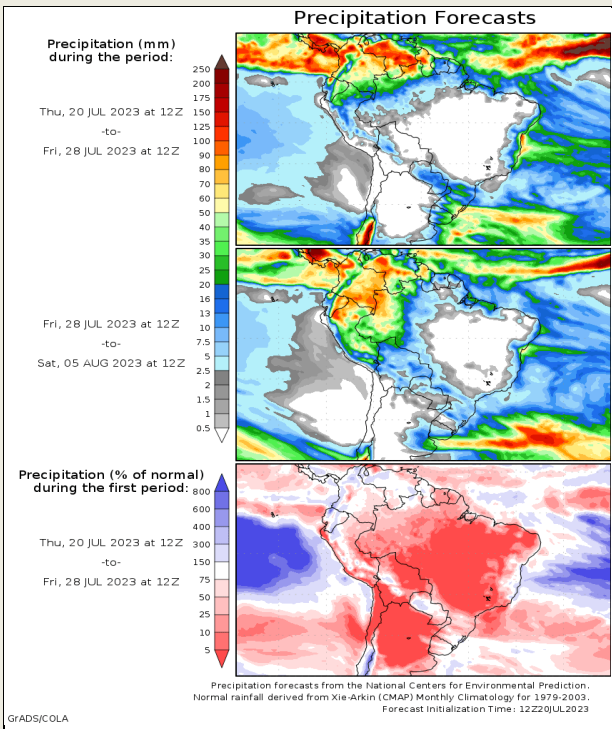 Precipitation Forecasts
Precipitation (mm)
during the period:
Thu, 20 JUL 2023 at 12Z
-to-
Fri, 28 JUL 2023 at 12Z
250
200
175
150
125
100
90
80
70
60
50
40
35
30
25
20
16
13
10
7.5
5
2.5
2
1.5
1
0.5
Fri, 28 JUL 2023 at 12Z
-to-
Sat, 05 AUG 2023 at 12Z
Precipitation (% of normal)
during the first period:
Thu, 20 JUL 2023 at 12Z
-to-
Fri, 28 JUL 2023 at 12Z
800
600
400
300
150
75
50
25
10
5
Precipitation forecasts from the National Centers for Environmental Prediction.
Normal rainfall derived from Xie-Arkin (CMAP) Monthly Climatology for 1979-2003.
Forecast Initialization Time: 12Z20JUL2023
GrADS/COLA